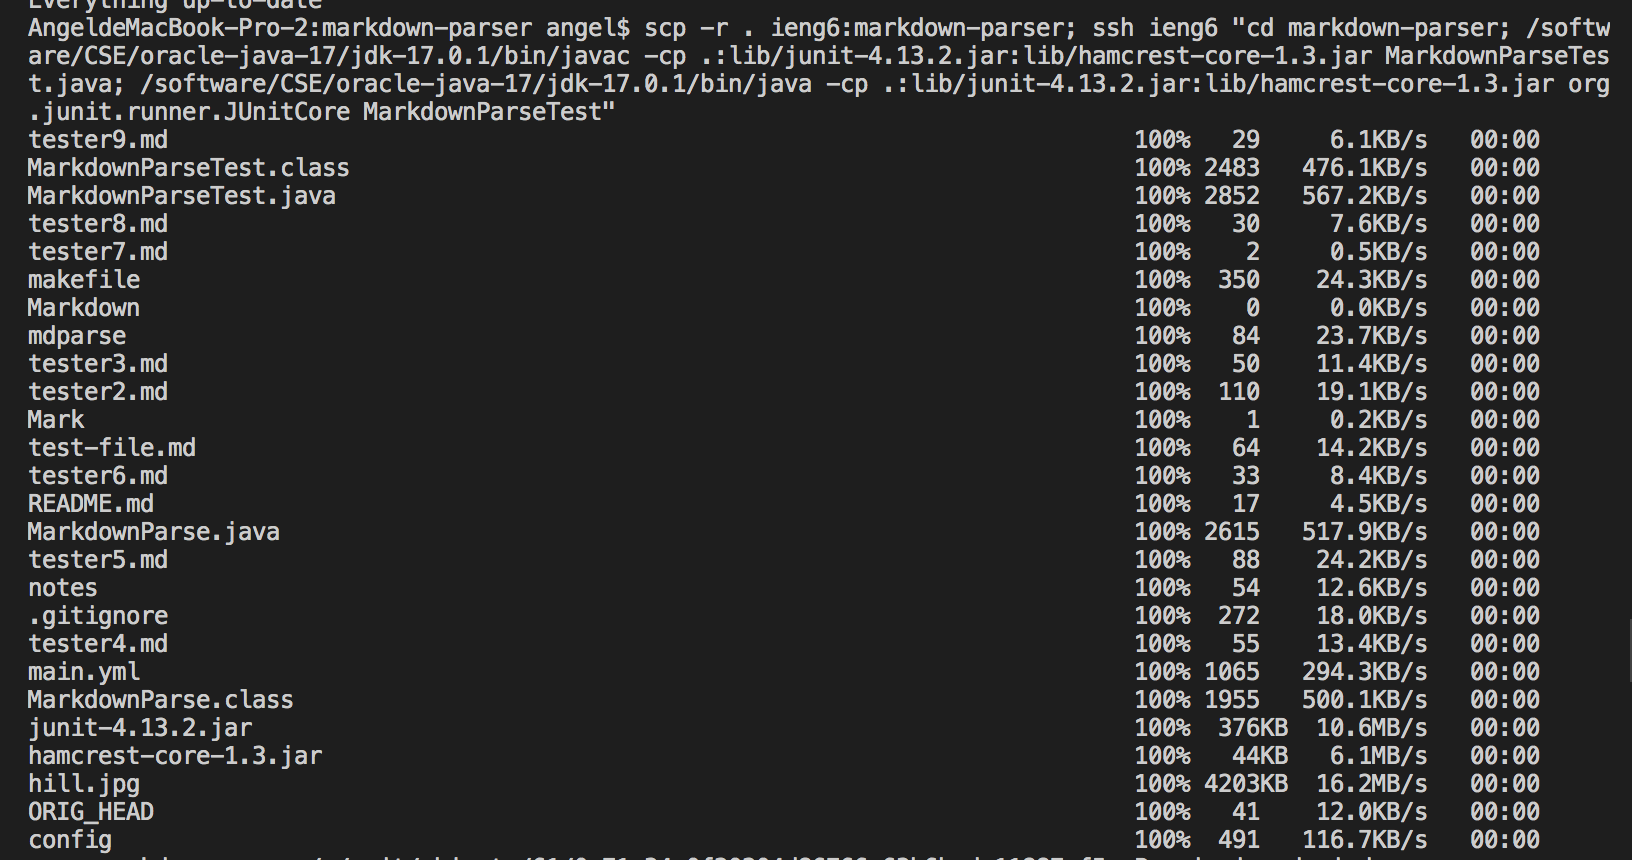 Everything up-to-date
AngeldeMacBook-Pro-2:markdown-parser angel$ scp -r . ieng6:markdown-parser; ssh ieng6 "cd markdown-parser; /softw
are/CSE/oracle-java-17/jdk-17.0.1/bin/javac -cp .:lib/junit-4.13.2.jar:lib/hamcrest-core-1.3.jar MarkdownParseTes
t.java; /software/CSE/oracle-java-17/jdk-17.0.1/bin/java -cp .:lib/junit-4.13.2.jar:lib/hamcrest-core-1.3.jar org
.junit.runner.JUnitCore MarkdownParseTest"
tester9.md 100% 29 6.1KB/s 00:00
MarkdownParseTest.class 100% 2483 476.1KB/s 00:00
MarkdownParseTest.java 100% 2852 567.2KB/s 00:00
tester8.md 100% 30 7.6KB/s 00:00
tester7.md 100% 2 0.5KB/s 00:00
makefile 100% 350 24.3KB/s 00:00
Markdown 100% 0 0.0KB/s 00:00
mdparse 100% 84 23.7KB/s 00:00
tester3.md 100% 50 11.4KB/s 00:00
tester2.md 100% 110 19.1KB/s 00:00
Mark 100% 1 0.2KB/s 00:00
test-file.md 100% 64 14.2KB/s 00:00
tester6.md 100% 33 8.4KB/s 00:00
README.md 100% 17 4.5KB/s 00:00
MarkdownParse.java 100% 2615 517.9KB/s 00:00
tester5.md 100% 88 24.2KB/s 00:00
notes 100% 54 12.6KB/s 00:00
.gitignore 100% 272 18.0KB/s 00:00
tester4.md 100% 55 13.4KB/s 00:00
main.yml 100% 1065 294.3KB/s 00:00
MarkdownParse.class 100% 1955 500.1KB/s 00:00
junit-4.13.2.jar 100% 376KB 10.6MB/s 00:00
hamcrest-core-1.3.jar 100% 44KB 6.1MB/s 00:00
hill.jpg 100% 4203KB 16.2MB/s 00:00
ORIG_HEAD 100% 41 12.0KB/s 00:00
config 100% 491 116.7KB/s 00:00